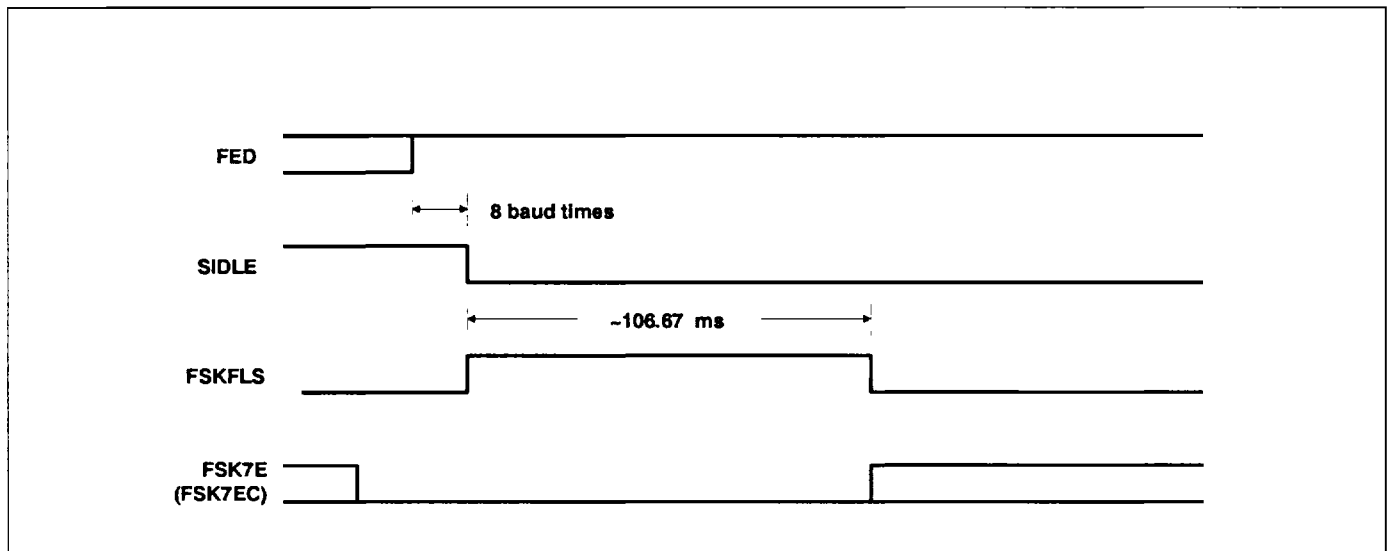 FED
8 baud times
SIDLE
~106.67 ms
FSKFLS
FSK7E
(FSK7EC)